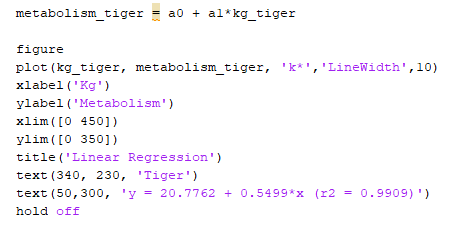 metabolism_tiger = a0 + a1*kg_tiger
figure
plot(kg_tiger, metabolism_tiger, 'k*','LineWidth',10)
xlabel('Kg')
ylabel('Metabolism')
xlim([0 450])
ylim([0 350])
title('Linear Regression')
text(340, 230, 'Tiger')
text(50,300, 'y = 20.7762 + 0.5499*x (r2 = 0.9909)')
hold off